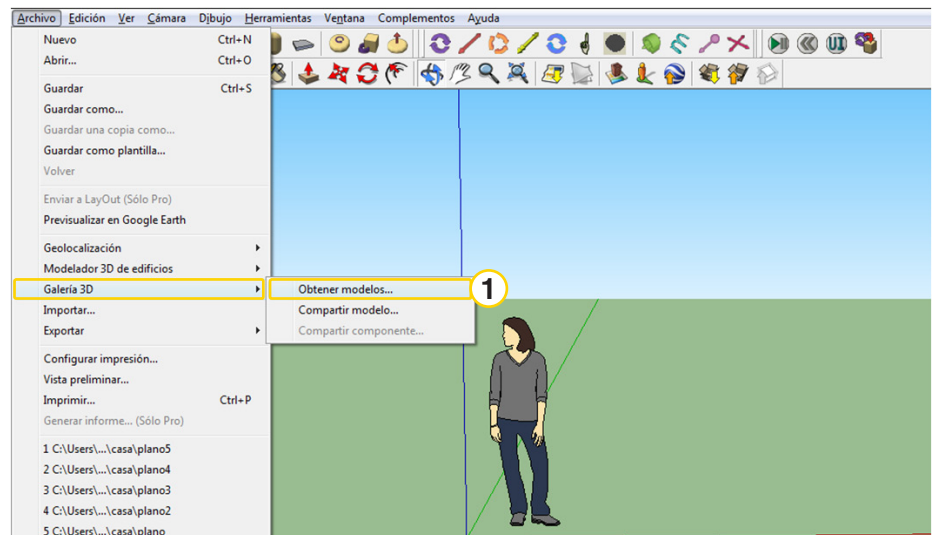 Archivo Edición Ver Cámara Dibujo Herramientas Ventana Complementos Ayuda
Nuevo Ctrl+N
Abrir... Ctrl+O
Guardar Ctrl+S
Guardar como...
Guardar una copia como...
Guardar como plantilla...
Volver
Enviar a LayOut (Sólo Pro)
Previsualizar en Google Earth
Geolocalización
Modelador 3D de edificios
Galería 3D
Obtener modelos... 1
Importar...
Compartir modelo...
Exportar
Compartir componente...
Configurar impresión...
Vista preliminar...
Imprimir... Ctrl+P
Generar informe... (Sólo Pro)
1 C:\Users\...\casa\plano5
2 C:\Users\...\casa\plano4
3 C:\Users\...\casa\plano3
4 C:\Users\...\casa\plano2
5 C:\Users\...\casa\plano
UI